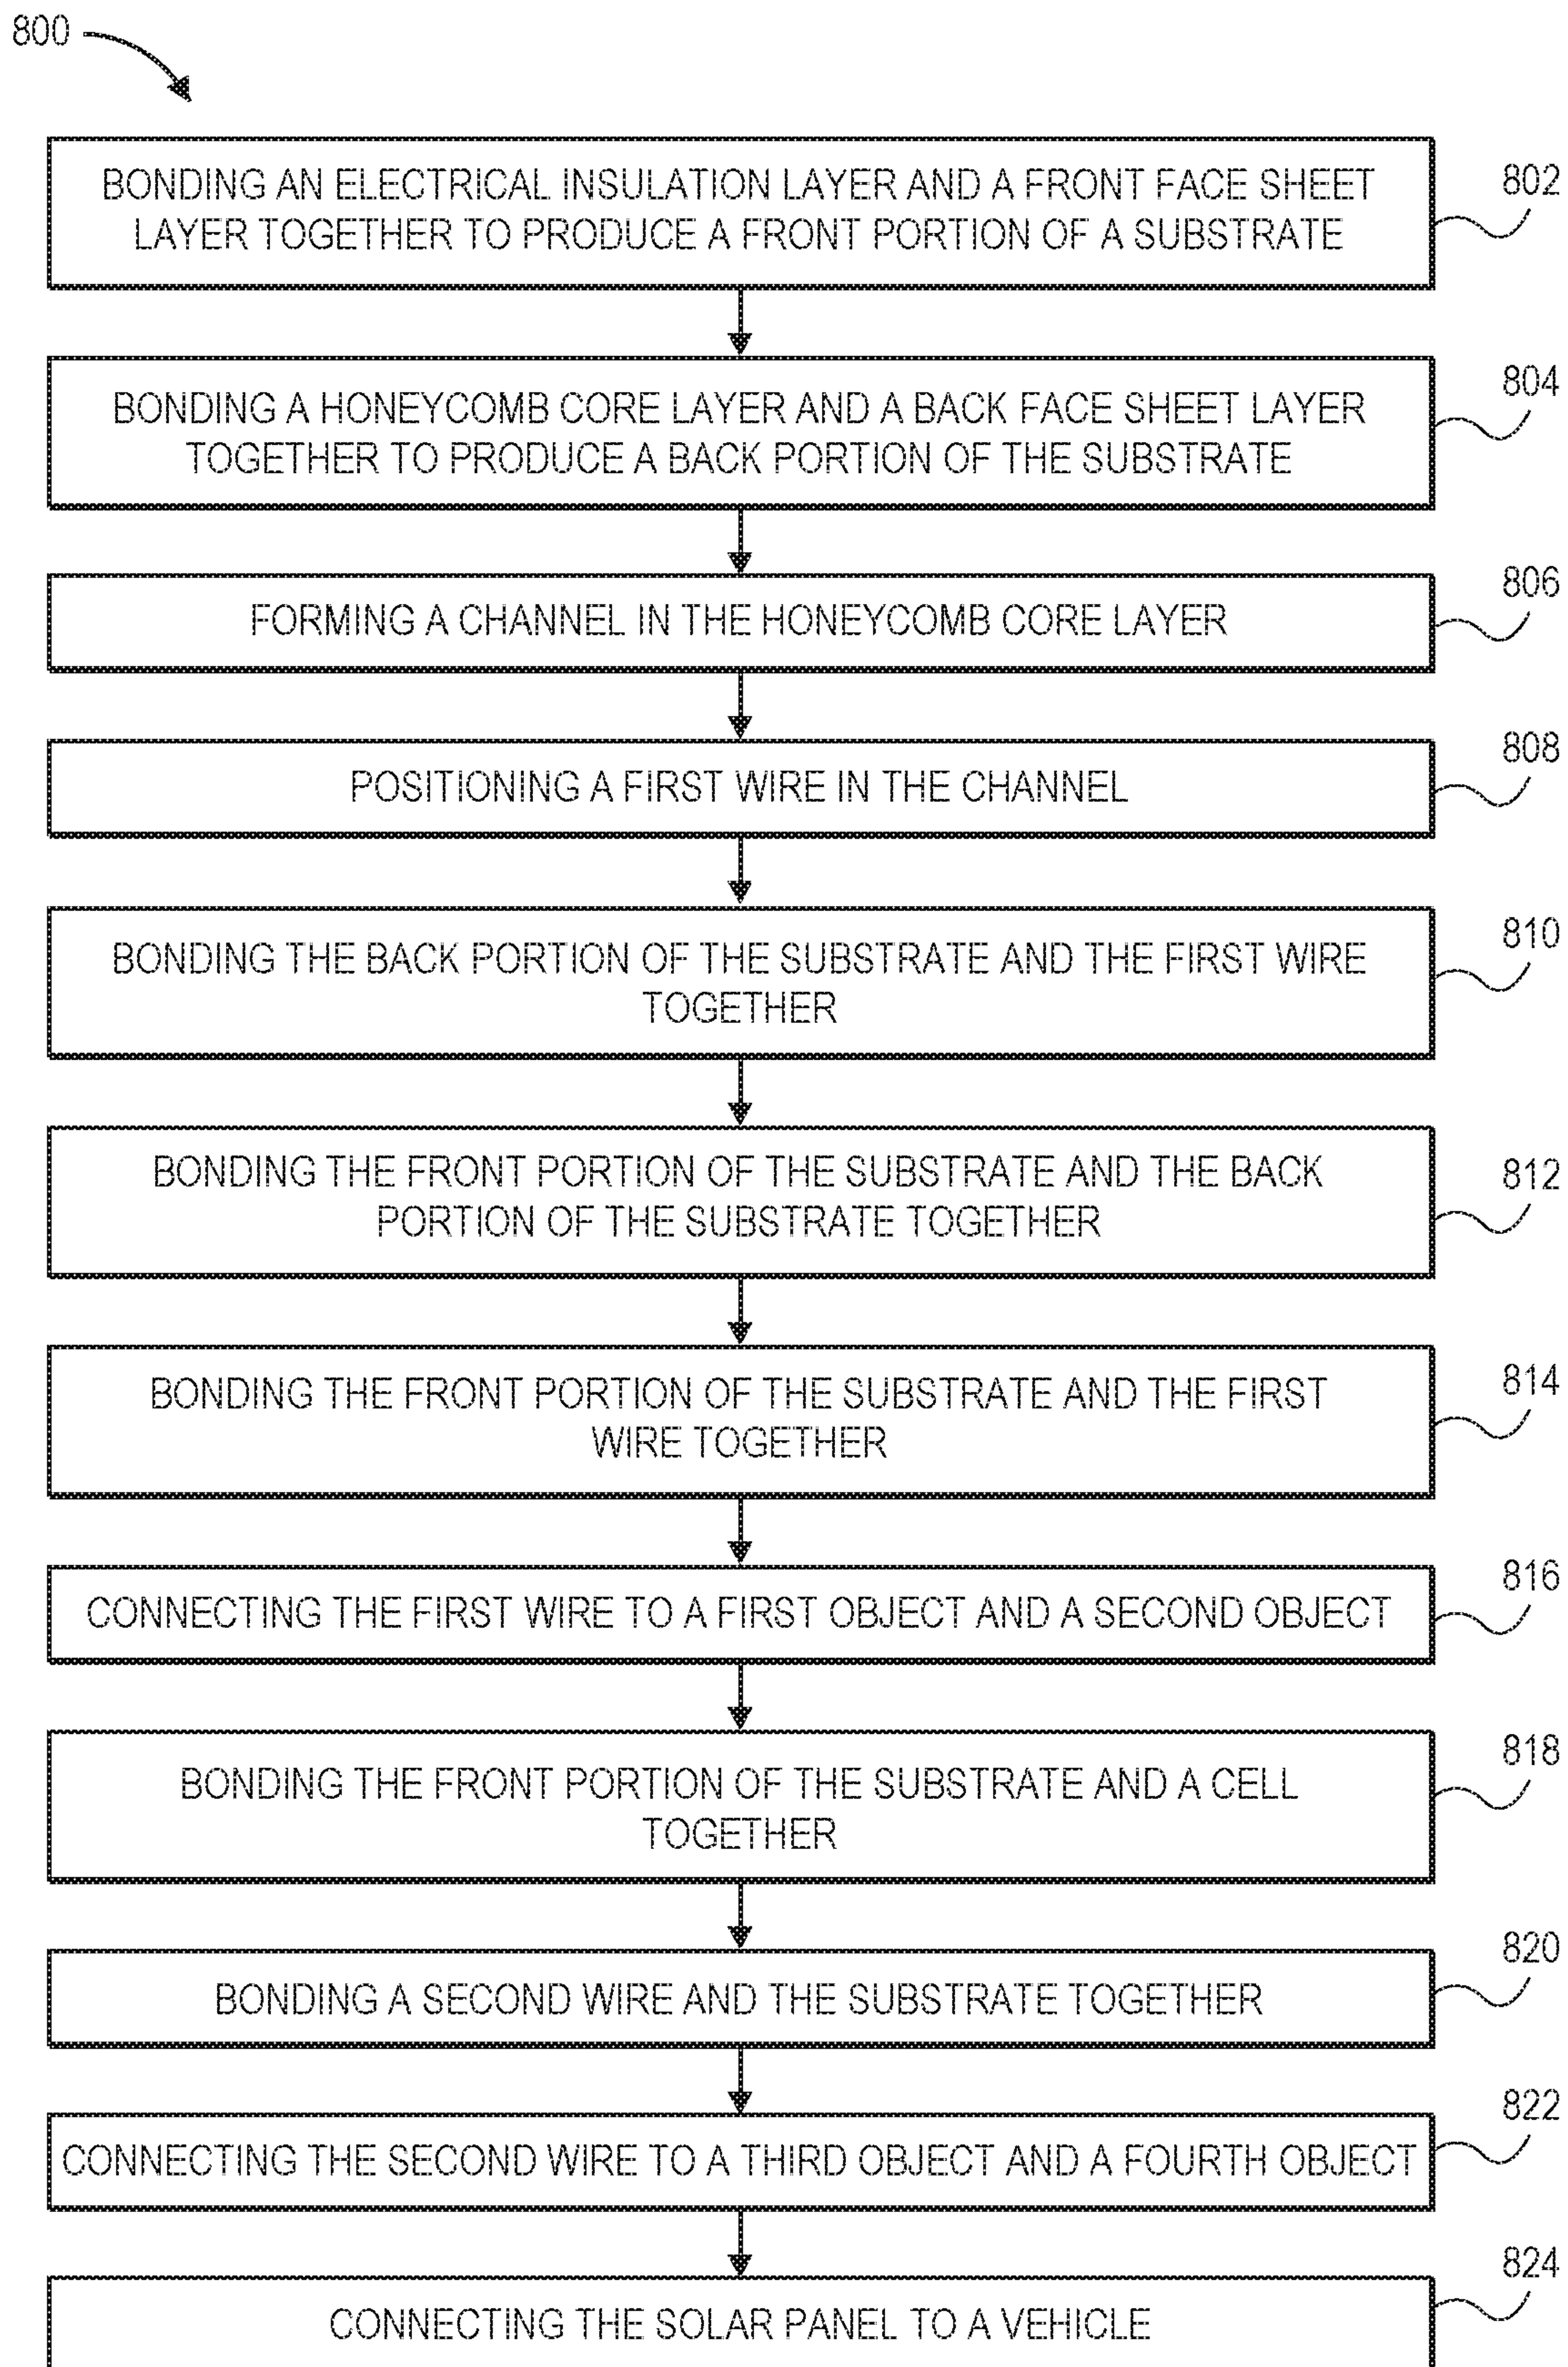 800
BONDING AN ELECTRICAL INSULATION LAYER AND A FRONT FACE SHEET
LAYER TOGETHER TO PRODUCE A FRONT PORTION OF A SUBSTRATE
802
BONDING A HONEYCOMB CORE LAYER AND A BACK FACE SHEET LAYER
TOGETHER TO PRODUCE A BACK PORTION OF THE SUBSTRATE
804
FORMING A CHANNEL IN THE HONEYCOMB CORE LAYER
806
POSITIONING A FIRST WIRE IN THE CHANNEL
808
BONDING THE BACK PORTION OF THE SUBSTRATE AND THE FIRST WIRE
TOGETHER
810
BONDING THE FRONT PORTION OF THE SUBSTRATE AND THE BACK
PORTION OF THE SUBSTRATE TOGETHER
812
BONDING THE FRONT PORTION OF THE SUBSTRATE AND THE FIRST
WIRE TOGETHER
814
CONNECTING THE FIRST WIRE TO A FIRST OBJECT AND A SECOND OBJECT
816
BONDING THE FRONT PORTION OF THE SUBSTRATE AND A CELL
TOGETHER
818
BONDING A SECOND WIRE AND THE SUBSTRATE TOGETHER
820
CONNECTING THE SECOND WIRE TO A THIRD OBJECT AND A FOURTH OBJECT
822
CONNECTING THE SOLAR PANEL TO A VEHICLE
824